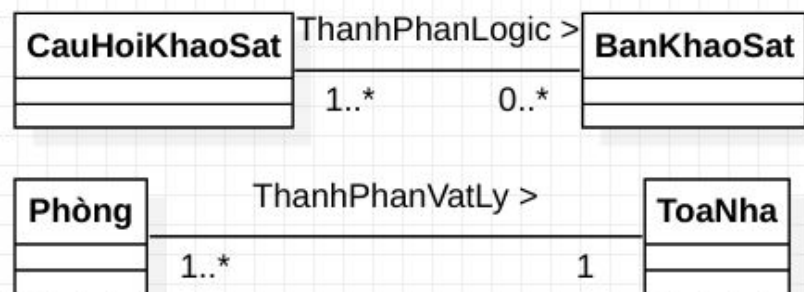 CauHoiKhaoSat
ThanhPhanLogic >
BanKhaoSat
1..*
0..*
Phòng
ThanhPhanVatLy >
ToaNha
1..*
1